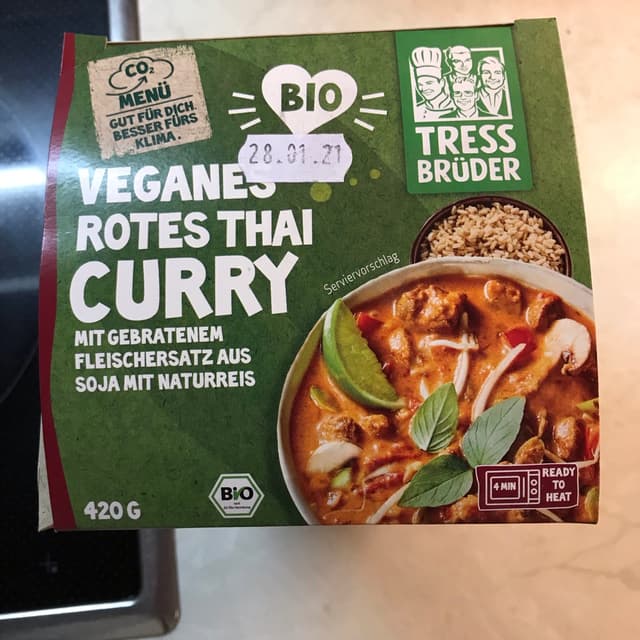 CO₂
MENÜ
GUT FÜR DICH.
BESSER FÜRS
KLIMA.
BIO
28.01.21
TRESS
BRÜDER
VEGANES
ROTES THAI
CURRY
Serviervorschlag
MIT GEBRATENEM
FLEISCHERSATZ AUS
SOJA MIT NATURREIS
420 G
BIO
4 MIN
READY
TO
HEAT